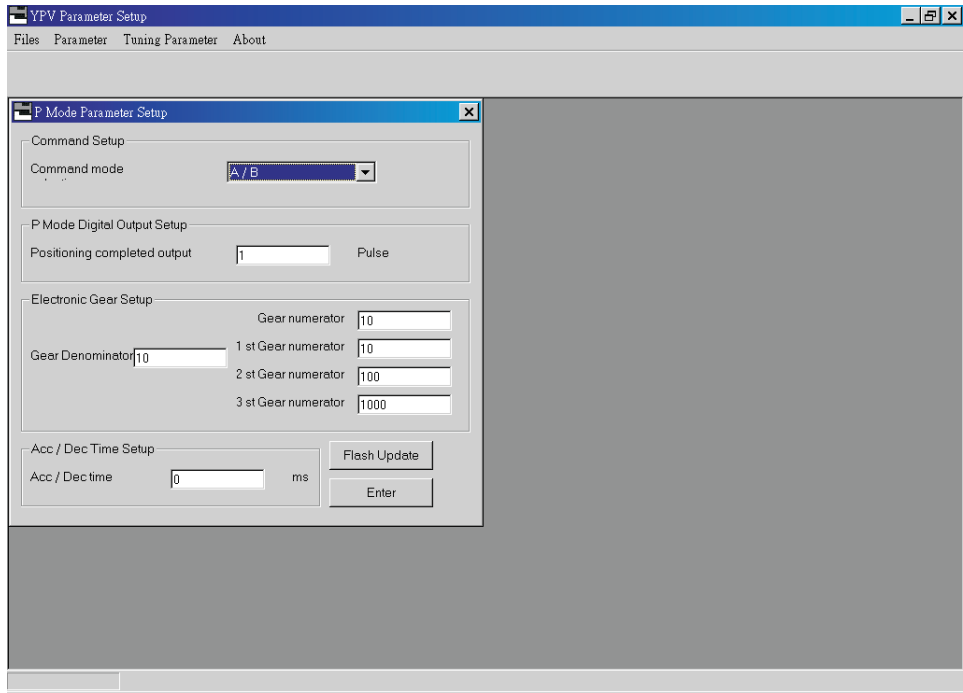 YPV Parameter Setup
Files Parameter Tuning Parameter About
P Mode Parameter Setup
Command Setup
Command mode
A / B
P Mode Digital Output Setup
Positioning completed output 1 Pulse
Electronic Gear Setup
Gear numerator 10
Gear Denominator 10
1 st Gear numerator 10
2 st Gear numerator 100
3 st Gear numerator 1000
Acc / Dec Time Setup
Acc / Dec time 0 ms
Flash Update
Enter